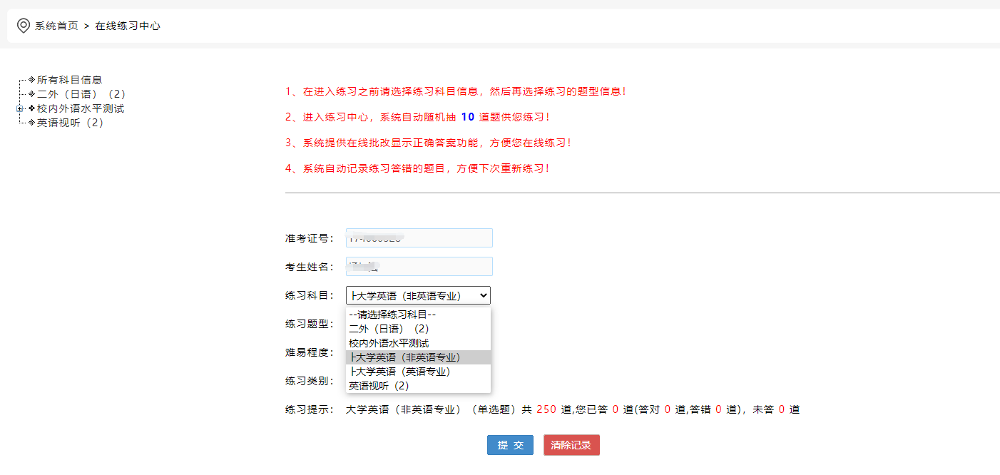 系统首页 > 在线练习中心
所有科目信息
二外（日语）（2）
校内外语水平测试
英语视听（2）
1、在进入练习之前请选择练习科目信息，然后再选择练习的题型信息！
2、进入练习中心，系统自动随机抽 10 道题供您练习！
3、系统提供在线批改显示正确答案功能，方便您在线练习！
4、系统自动记录练习答错的题目，方便下次重新练习！
准考证号：
考生姓名：
练习科目： ├大学英语（非英语专业）
--请选择练习科目--
练习题型： 二外（日语）（2）
校内外语水平测试
难易程度： ├大学英语（非英语专业）
├大学英语（英语专业）
练习类别： 英语视听（2）
练习提示： 大学英语（非英语专业）（单选题）共 250 道,您已答 0 道(答对 0 道,答错 0 道)，未答 0 道
提 交 清除记录